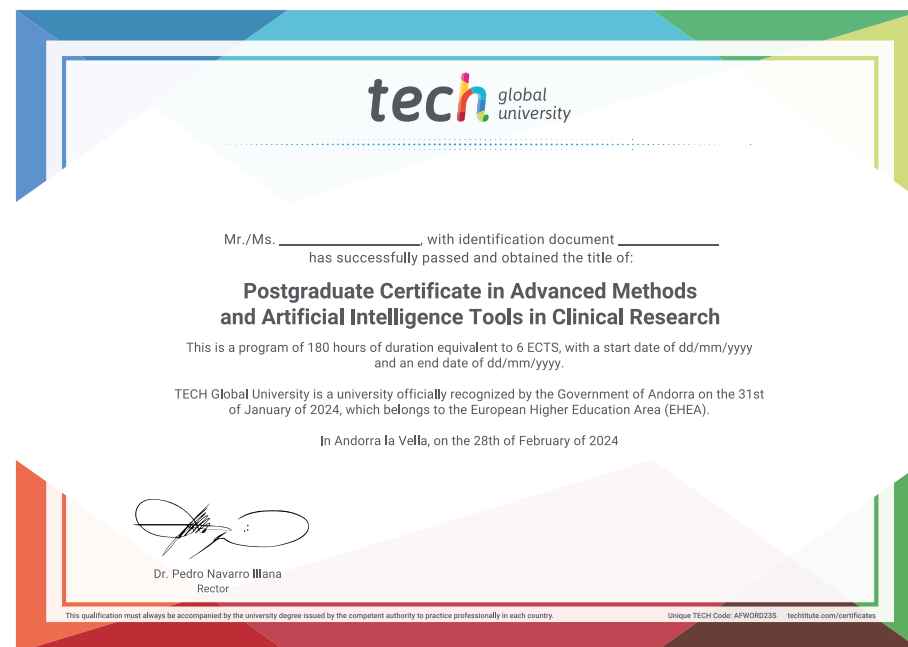 tech global university
Mr./Ms. ____________________, with identification document ______________
has successfully passed and obtained the title of:
Postgraduate Certificate in Advanced Methods
and Artificial Intelligence Tools in Clinical Research
This is a program of 180 hours of duration equivalent to 6 ECTS, with a start date of dd/mm/yyyy
and an end date of dd/mm/yyyy.
TECH Global University is a university officially recognized by the Government of Andorra on the 31st
of January of 2024, which belongs to the European Higher Education Area (EHEA).
In Andorra la Vella, on the 28th of February of 2024
Dr. Pedro Navarro Illana
Rector
This qualification must always be accompanied by the university degree issued by the competent authority to practice professionally in each country.
Unique TECH Code: AFWORD23S techtitute.com/certificates